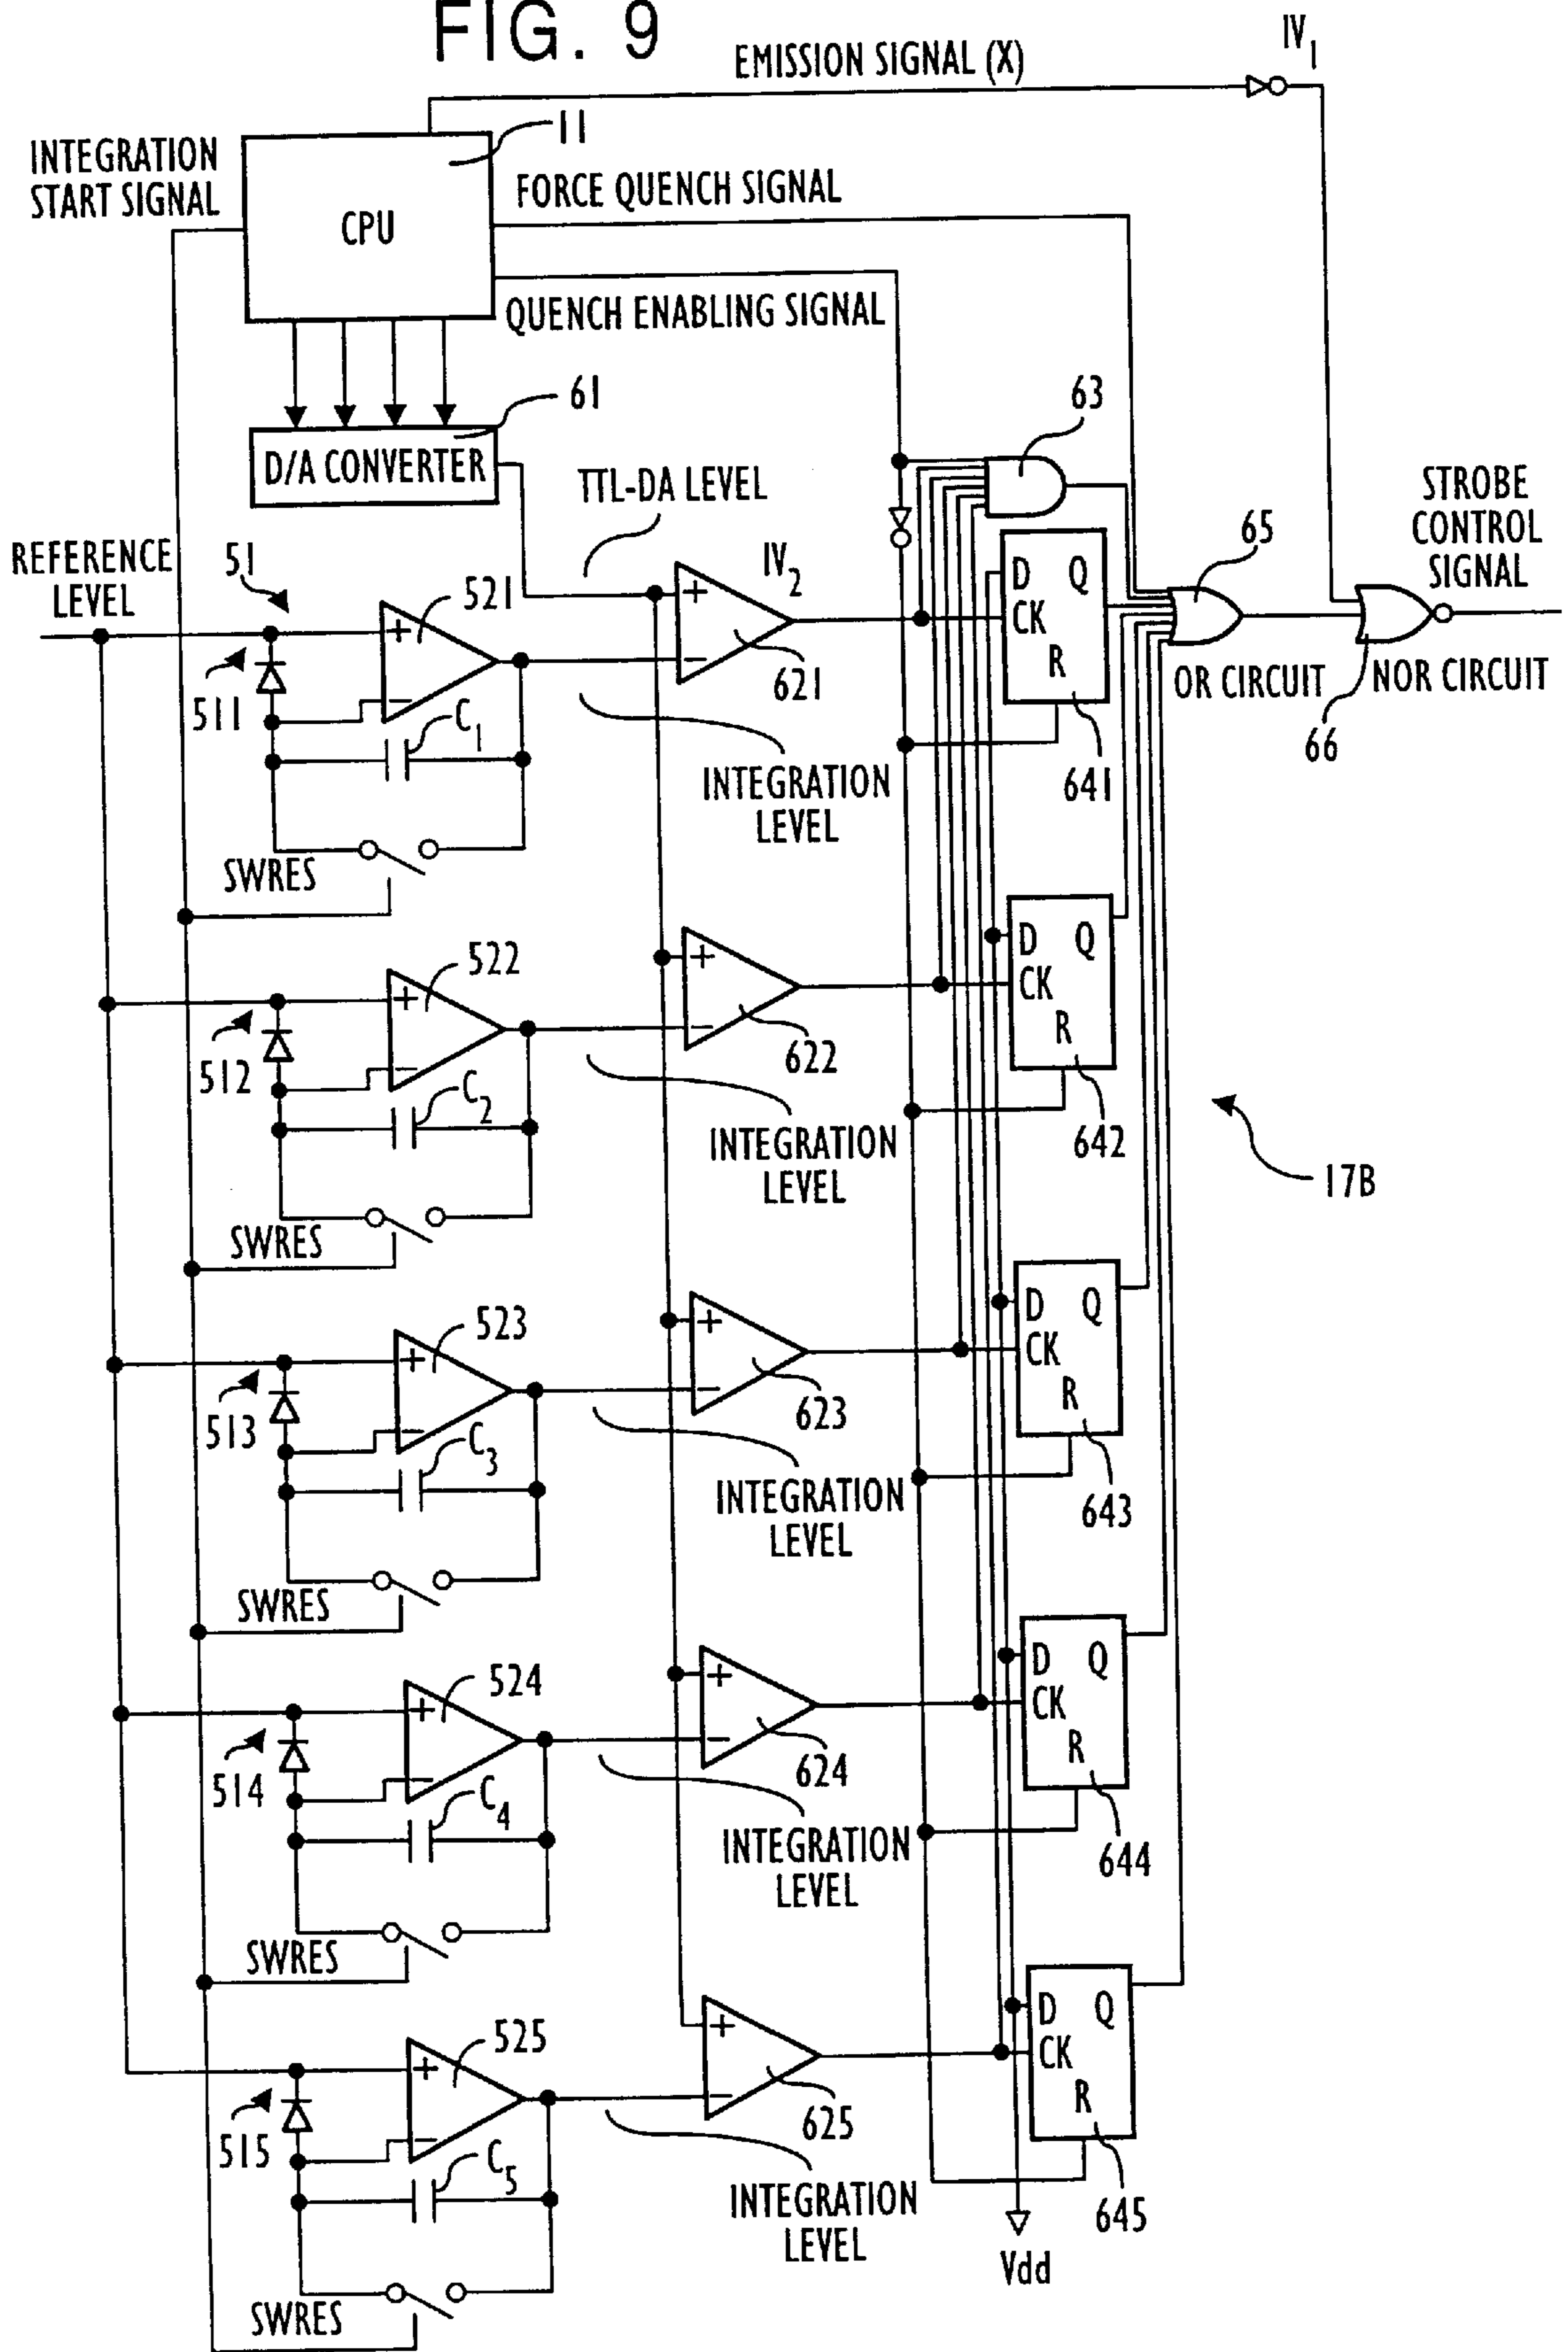 FIG. 9
EMISSION SIGNAL (X)
IV1
INTEGRATION
START SIGNAL
11
CPU
FORCE QUENCH SIGNAL
QUENCH ENABLING SIGNAL
61
D/A CONVERTER
TTL-DA LEVEL
63
STROBE
CONTROL
SIGNAL
65
REFERENCE
LEVEL
51
521
+
−
IV2
+
−
621
D Q
CK
R
641
OR CIRCUIT
NOR CIRCUIT
66
511
C1
INTEGRATION
LEVEL
SWRES
522
+
−
+
−
622
D Q
CK
R
642
512
C2
INTEGRATION
LEVEL
SWRES
17B
523
+
−
+
−
623
D Q
CK
R
643
513
C3
INTEGRATION
LEVEL
SWRES
524
+
−
+
−
624
D Q
CK
R
644
514
C4
INTEGRATION
LEVEL
SWRES
525
+
−
+
−
625
D Q
CK
R
645
515
C5
INTEGRATION
LEVEL
Vdd
SWRES